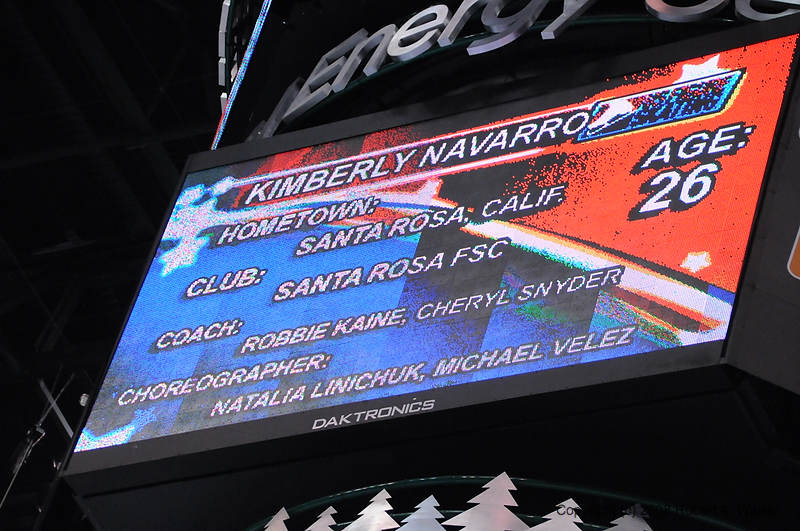 Energy
KIMBERLY NAVARRO
AGE:
26
HOMETOWN:
SANTA ROSA, CALIF
CLUB:
SANTA ROSA FSC
COACH:
ROBBIE KAINE, CHERYL SNYDER
CHOREOGRAPHER:
NATALIA LINICHUK, MICHAEL VELEZ
DAKTRONICS